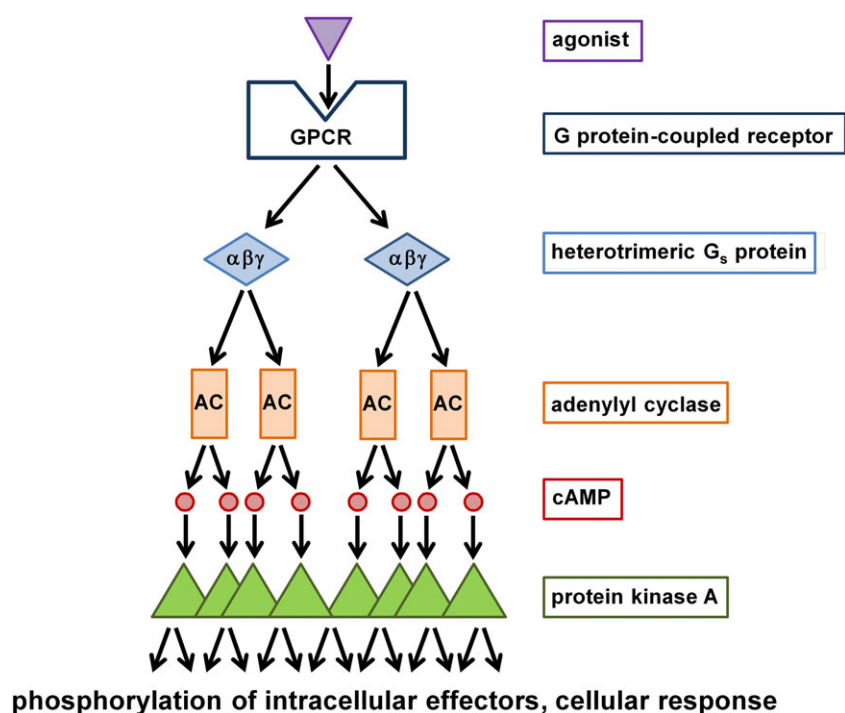 agonist
GPCR
G protein-coupled receptor
αβγ αβγ
heterotrimeric Gs protein
AC AC AC AC
adenylyl cyclase
cAMP
protein kinase A
phosphorylation of intracellular effectors, cellular response